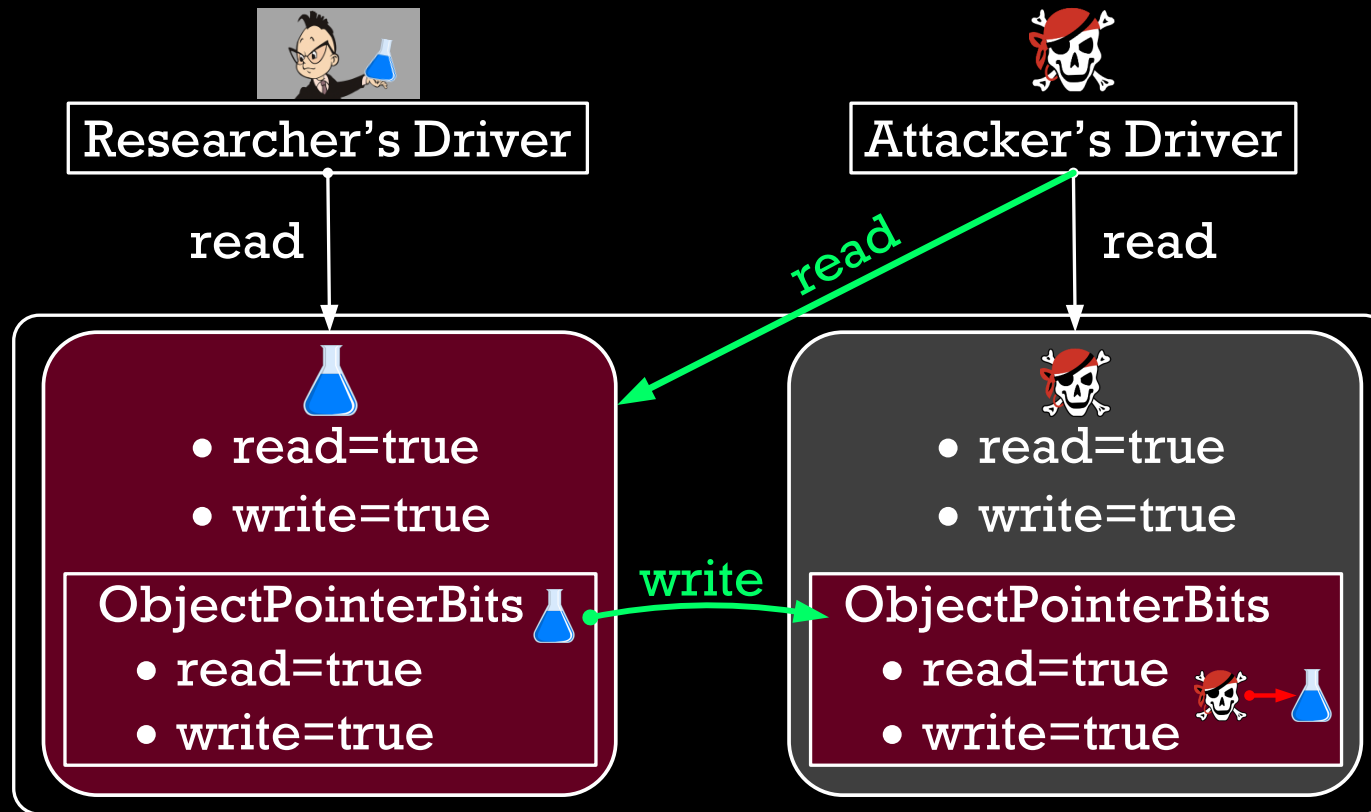 Researcher’s Driver
Attacker’s Driver
read
read
read
• read=true
• write=true
ObjectPointerBits
• read=true
• write=true
write
• read=true
• write=true
ObjectPointerBits
• read=true
• write=true